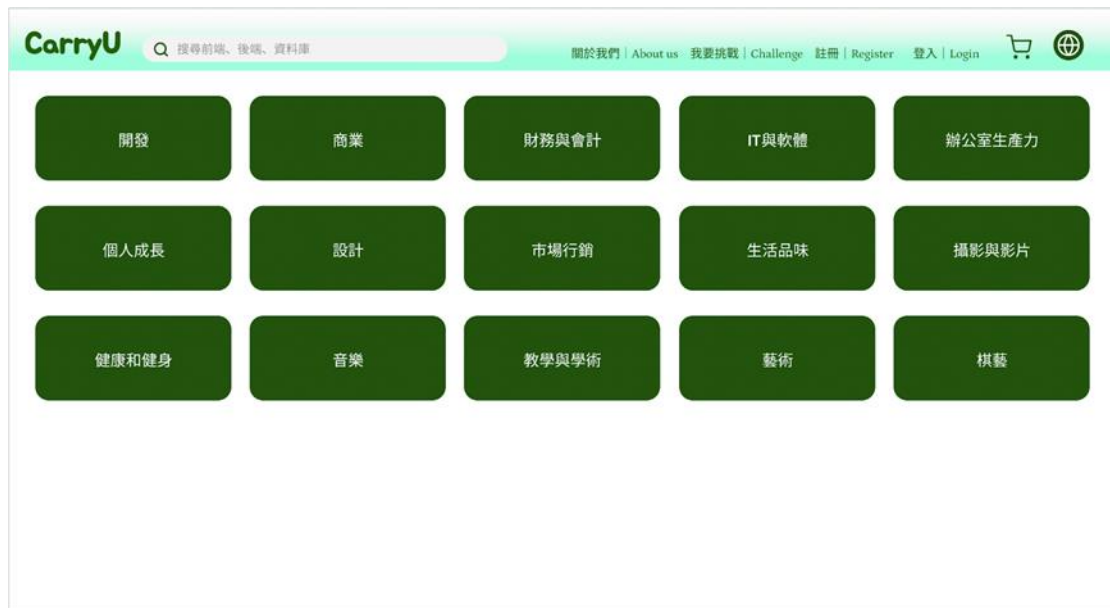 CarryU
搜尋前端、後端、資料庫
關於我們｜About us 我要挑戰｜Challenge 註冊｜Register 登入｜Login
開發 商業 財務與會計 IT與軟體 辦公室生產力
個人成長 設計 市場行銷 生活品味 攝影與影片
健康和健身 音樂 教學與學術 藝術 棋藝